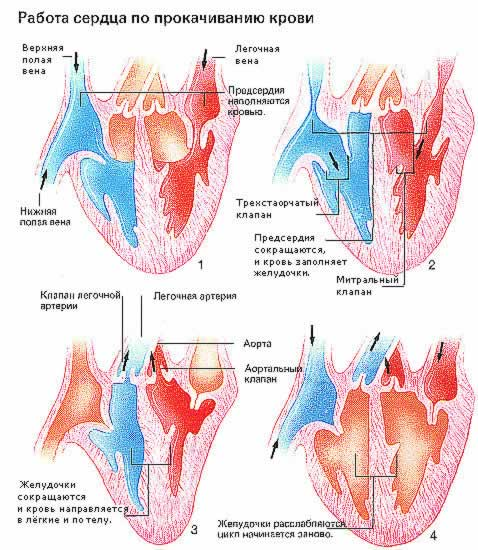 Работа сердца по прокачиванию крови
Верхняя
полая
вена
Легочная
вена
Предсердия
наполняются
кровью.
Нижняя
полая вена
1
Трехстворчатый
клапан
Предсердия
сокращаются,
и кровь заполняет
желудочки.
Митральный
клапан
2
Клапан легочной
артерии
Легочная артерия
Аорта
Аортальный
клапан
Желудочки
сокращаются
и кровь направляется
в лёгкие и по телу.
3
Желудочки расслабляются,
цикл начинается заново.
4